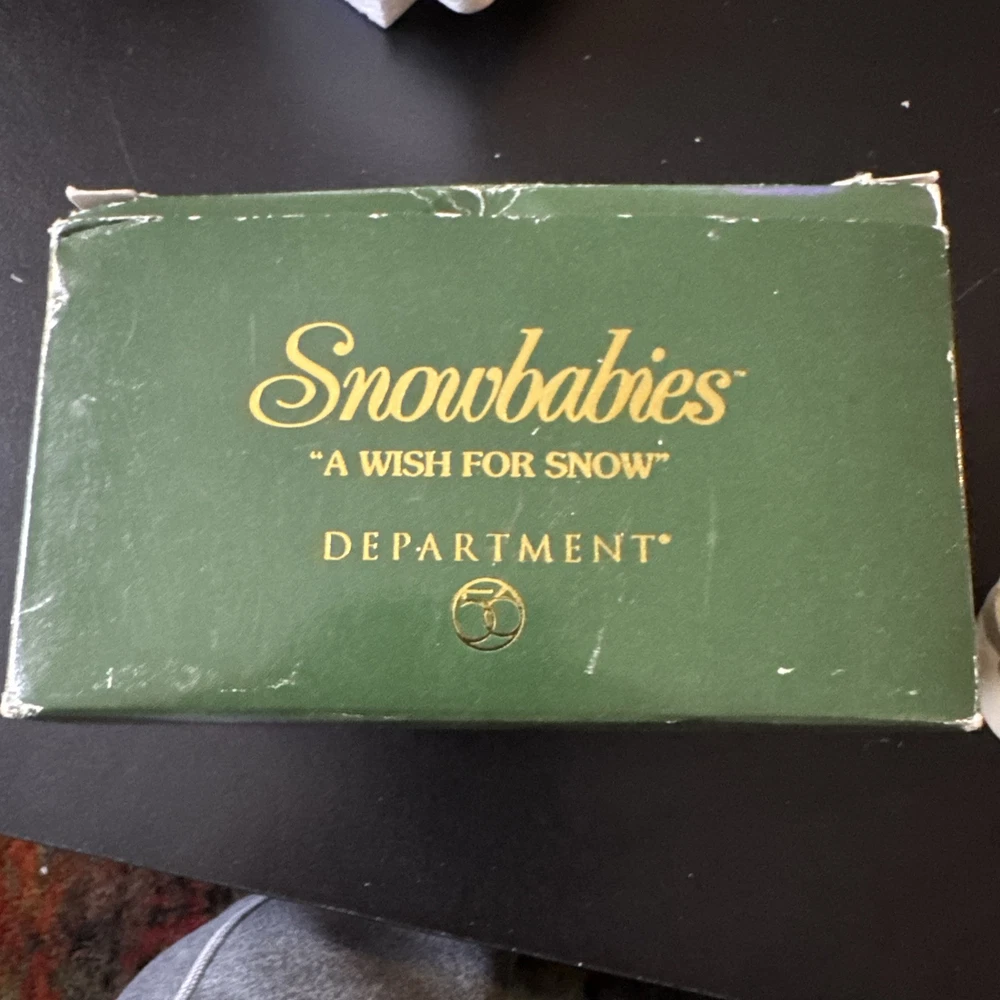 Snowbabies™
"A WISH FOR SNOW"
DEPARTMENT®
56